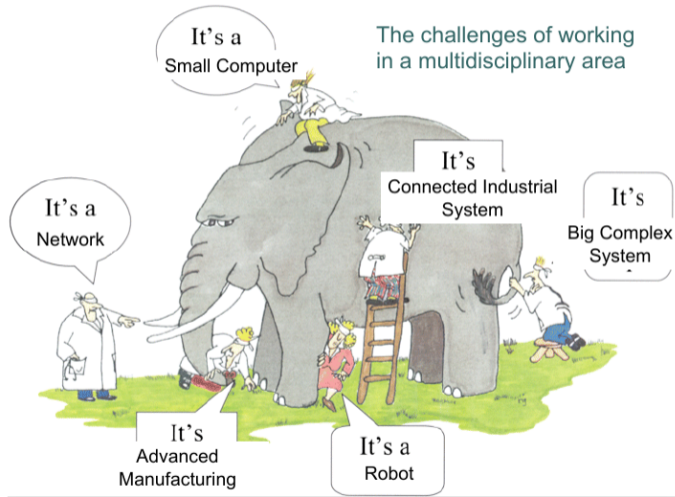 The challenges of working
in a multidisciplinary area
It's a
Small Computer
It's
Connected Industrial
System
It's
Big Complex
System
It's a
Network
It's
Advanced
Manufacturing
It's a
Robot